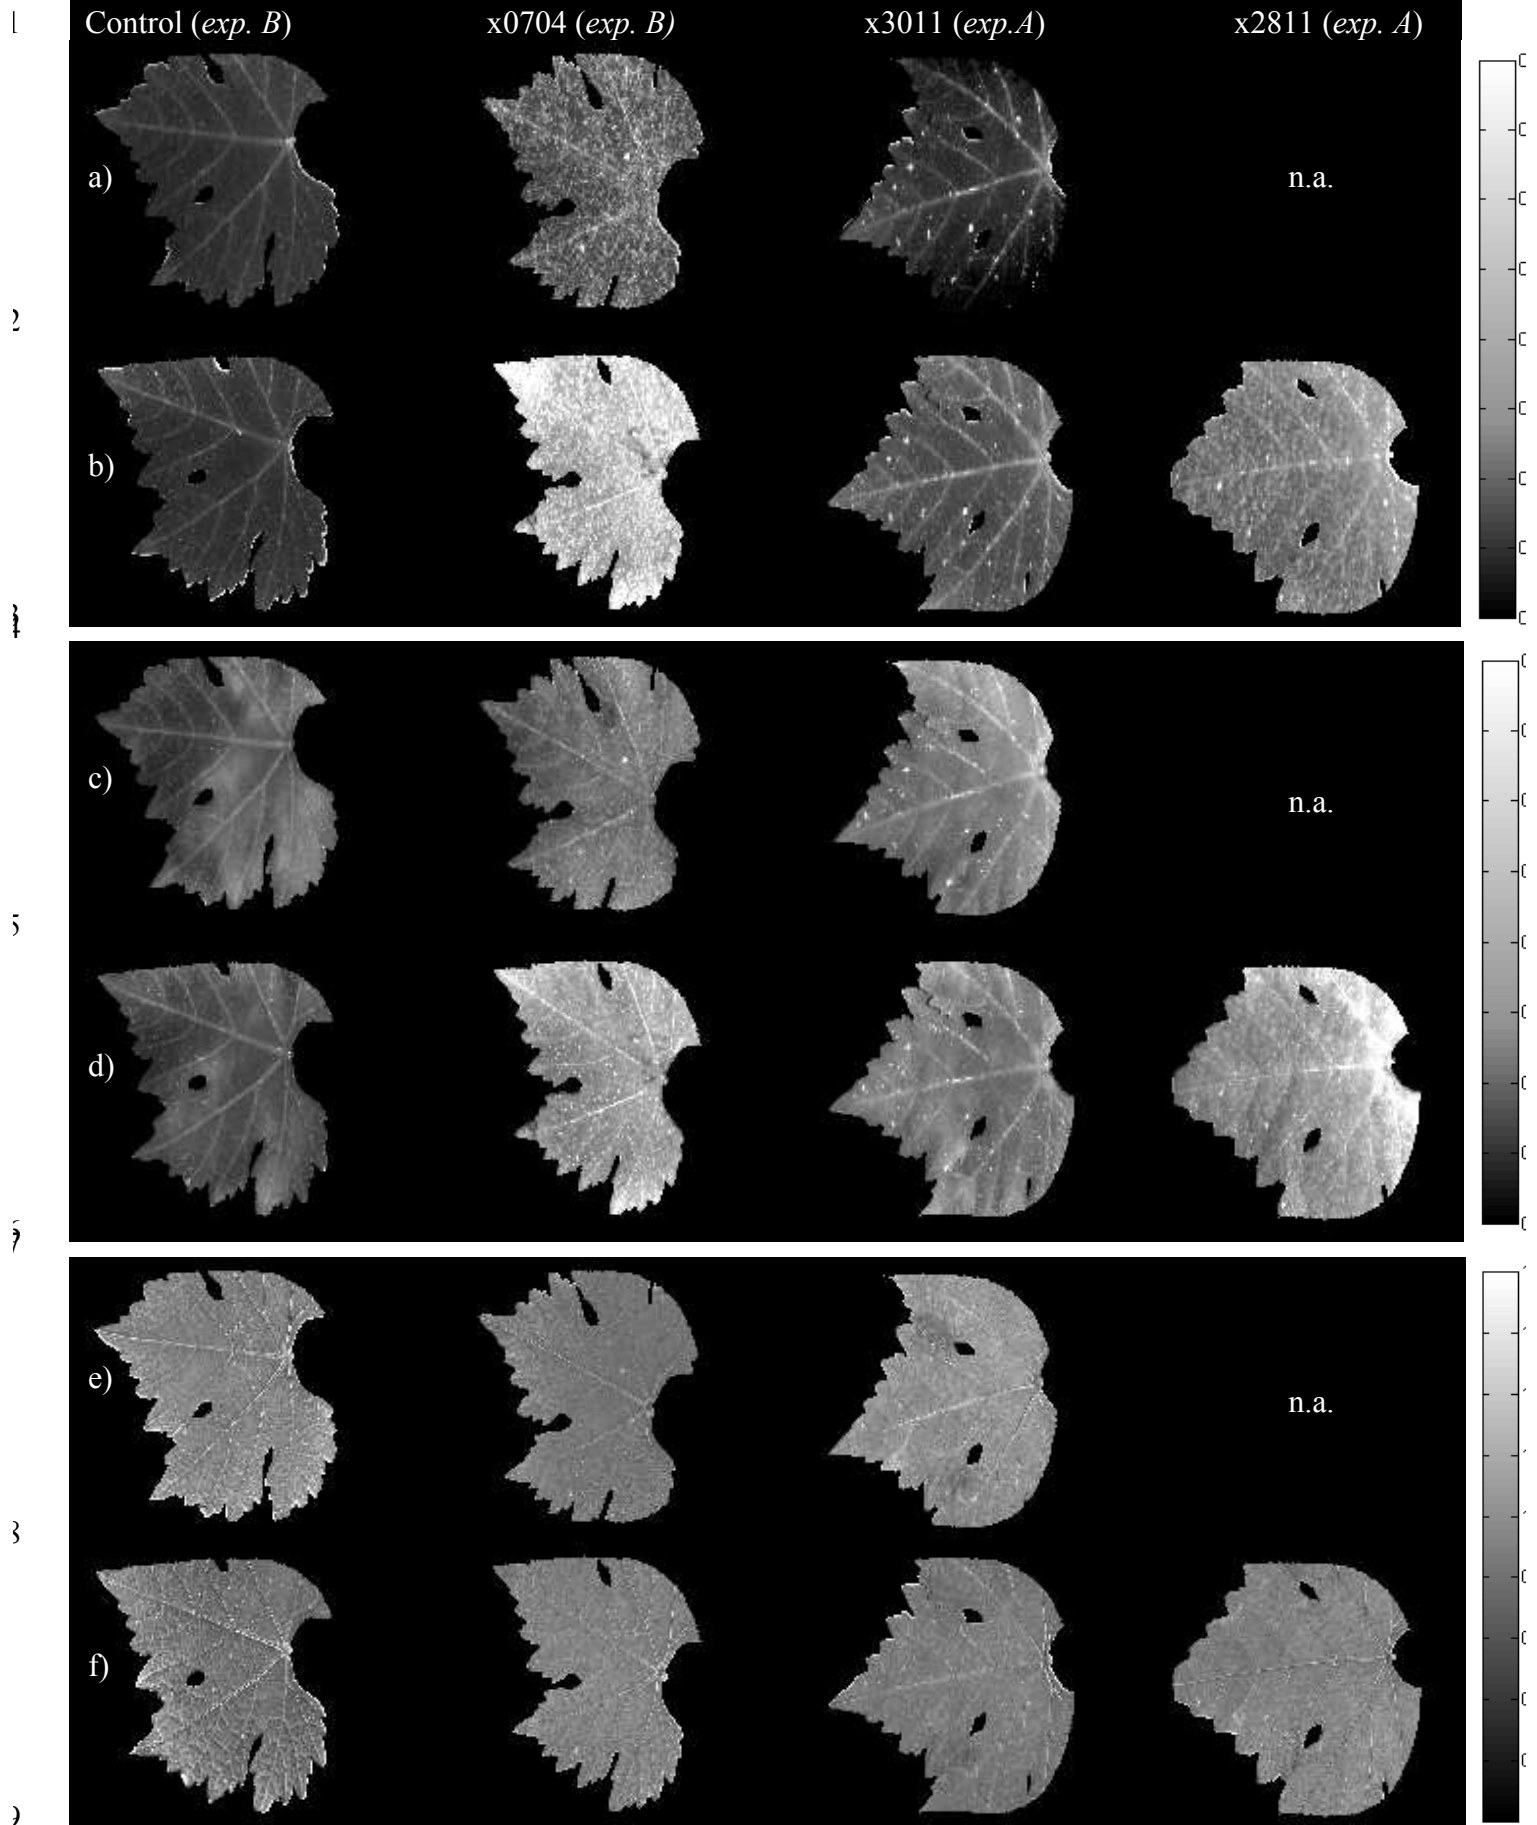 Control (exp. B) x0704 (exp. B) x3011 (exp.A) x2811 (exp. A)
a) n.a.
b)
c) n.a.
d)
e) n.a.
f)